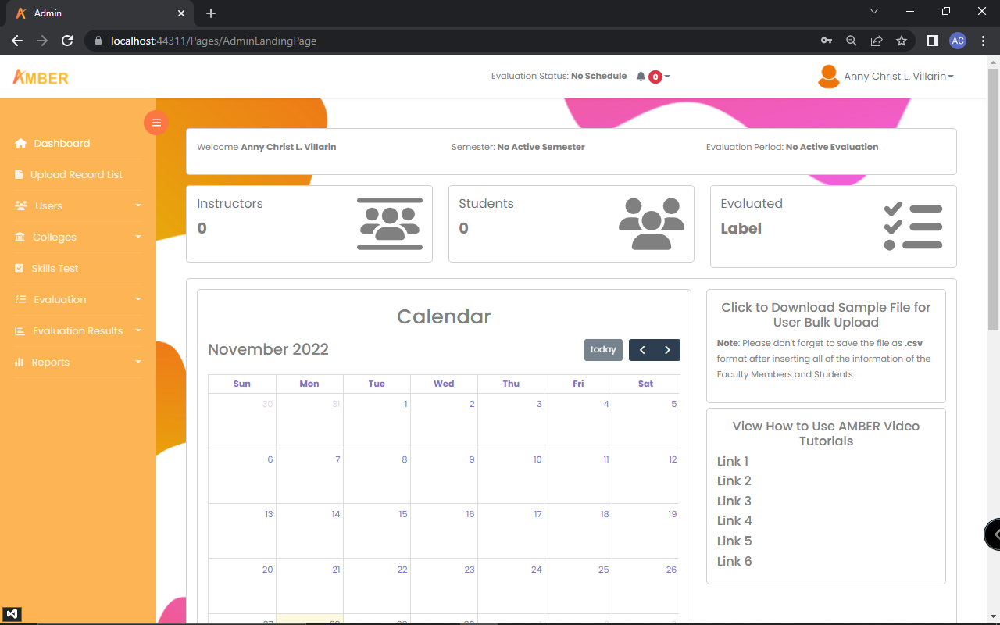 Admin
localhost:44311/Pages/AdminLandingPage
AC
AMBER
Evaluation Status: No Schedule
0
Anny Christ L. Villarin
Dashboard
Upload Record List
Users
Colleges
Skills Test
Evaluation
Evaluation Results
Reports
Welcome Anny Christ L. Villarin
Semester: No Active Semester
Evaluation Period: No Active Evaluation
Instructors
0
Students
0
Evaluated
Label
Calendar
November 2022
today
Sun Mon Tue Wed Thu Fri Sat
30 31 1 2 3 4 5
6 7 8 9 10 11 12
13 14 15 16 17 18 19
20 21 22 23 24 25 26
27 28 29 30 1 2 3
Click to Download Sample File for
User Bulk Upload
Note: Please don't forget to save the file as .csv
format after inserting all of the information of the
Faculty Members and Students.
View How to Use AMBER Video
Tutorials
Link 1
Link 2
Link 3
Link 4
Link 5
Link 6